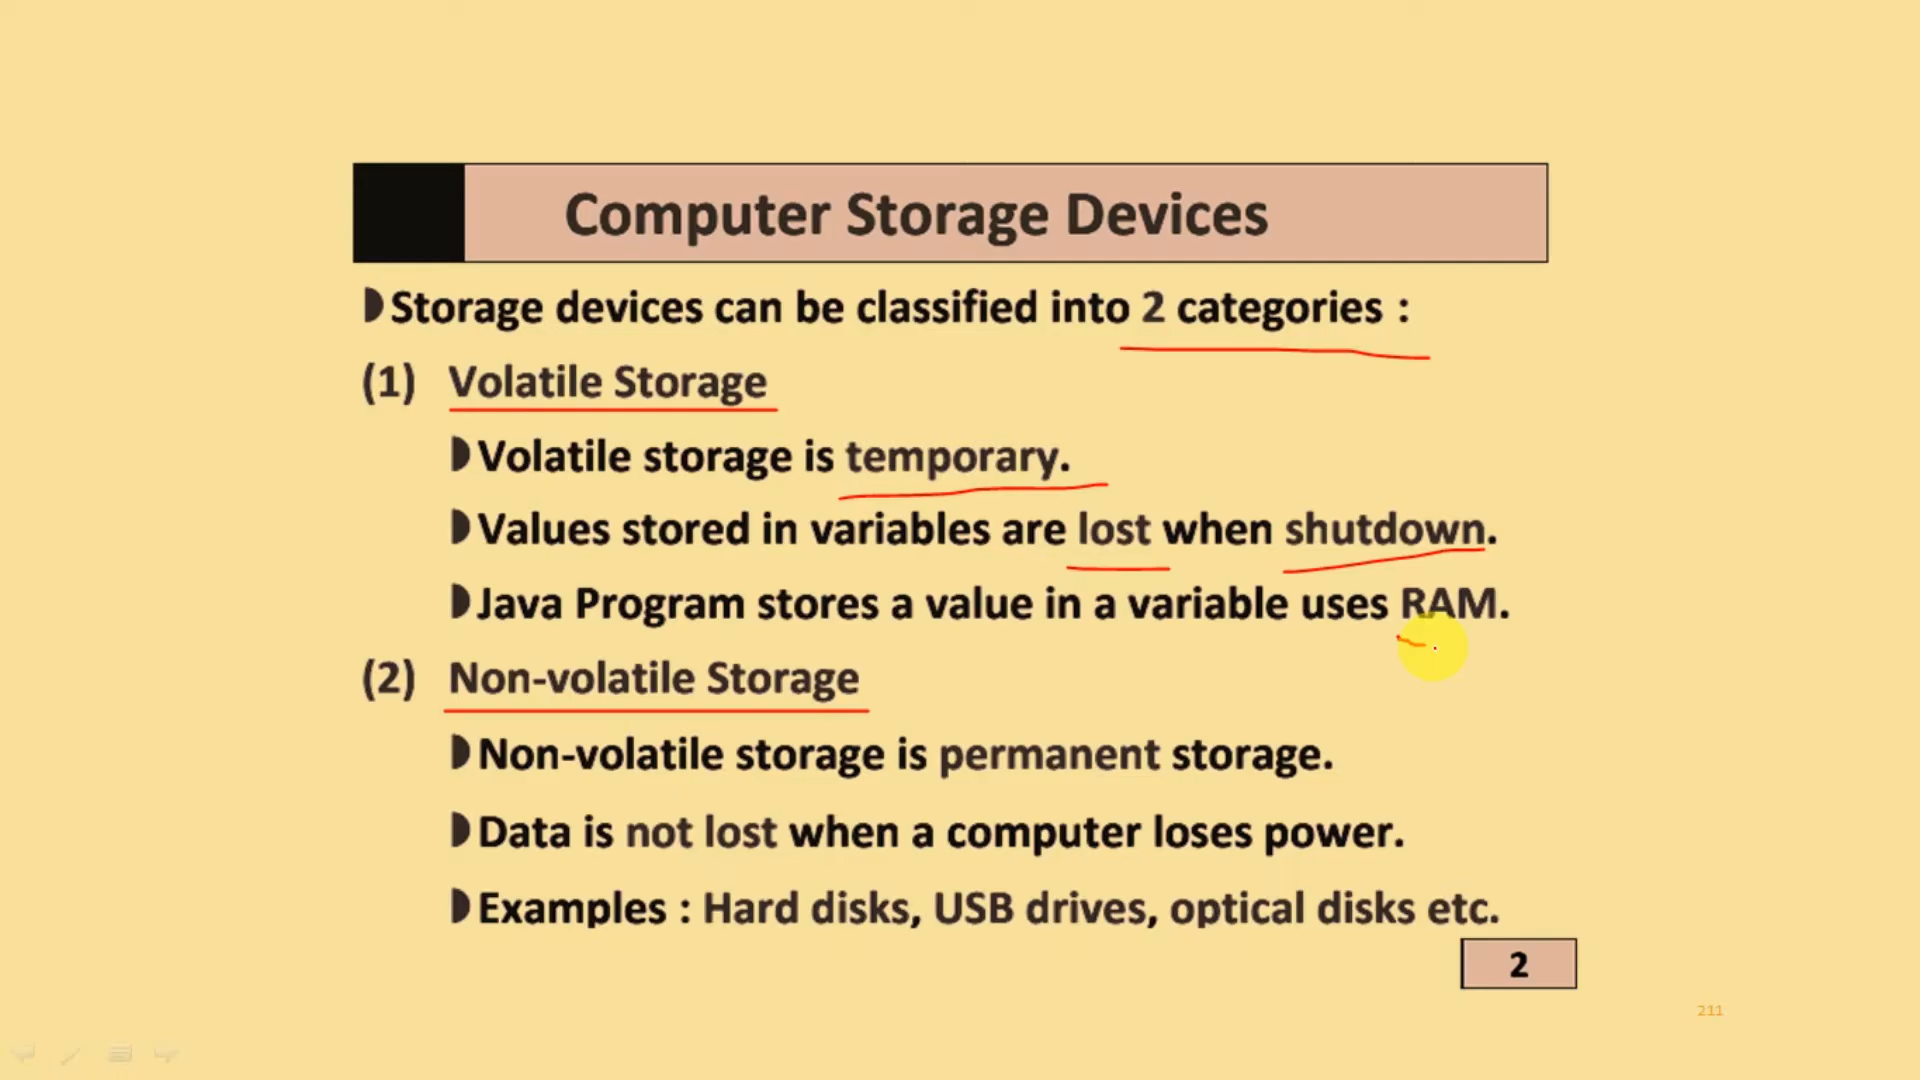 Computer Storage Devices
◗Storage devices can be classified into 2 categories :
(1) Volatile Storage
◗Volatile storage is temporary.
◗Values stored in variables are lost when shutdown.
◗Java Program stores a value in a variable uses RAM.
(2) Non-volatile Storage
◗Non-volatile storage is permanent storage.
◗Data is not lost when a computer loses power.
◗Examples : Hard disks, USB drives, optical disks etc.
2
211